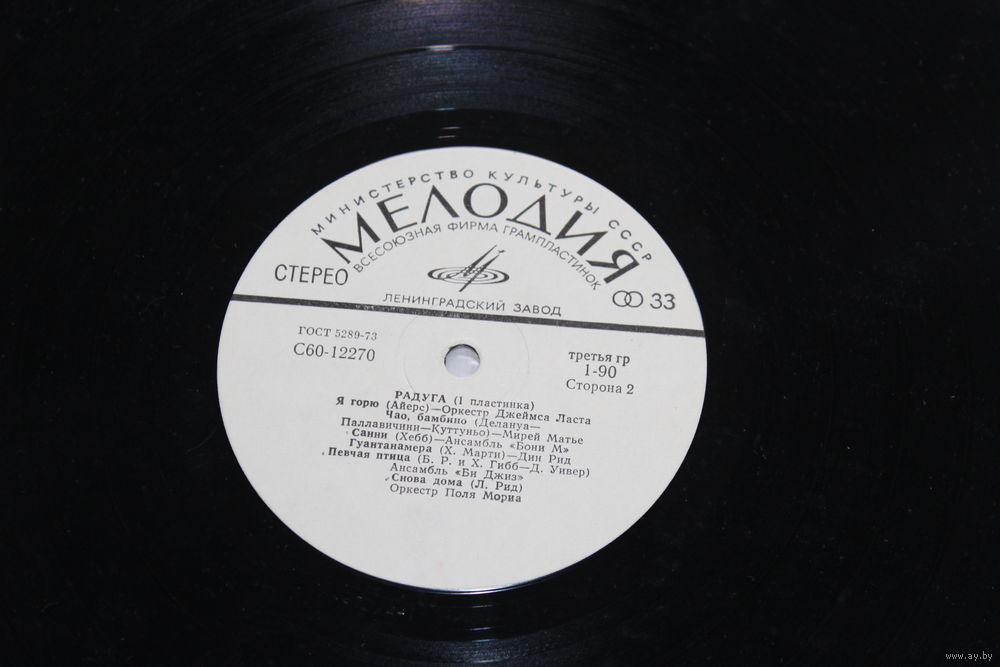 МИНИСТЕРСТВО КУЛЬТУРЫ СССР
МЕЛОДИЯ
ВСЕСОЮЗНАЯ ФИРМА ГРАМПЛАСТИНОК
СТЕРЕО
33
ЛЕНИНГРАДСКИЙ ЗАВОД
ГОСТ 5289-73
С60-12270
третья гр
1-90
Сторона 2
РАДУГА (1 пластинка)
Я горю (Айерс)—Оркестр Джеймса Ласта
Чао, бамбино (Делануа—
Паллавичини—Куттуньо)—Мирей Матье
Санни (Хебб)—Ансамбль «Бони М»
Гуантанамера (Х. Марти)—Дин Рид
Певчая птица (Б. Р. и Х. Гибб—Д. Уивер)
Ансамбль «Би Джиз»
Снова дома (Л. Рид)
Оркестр Поля Мориа
www.ay.by